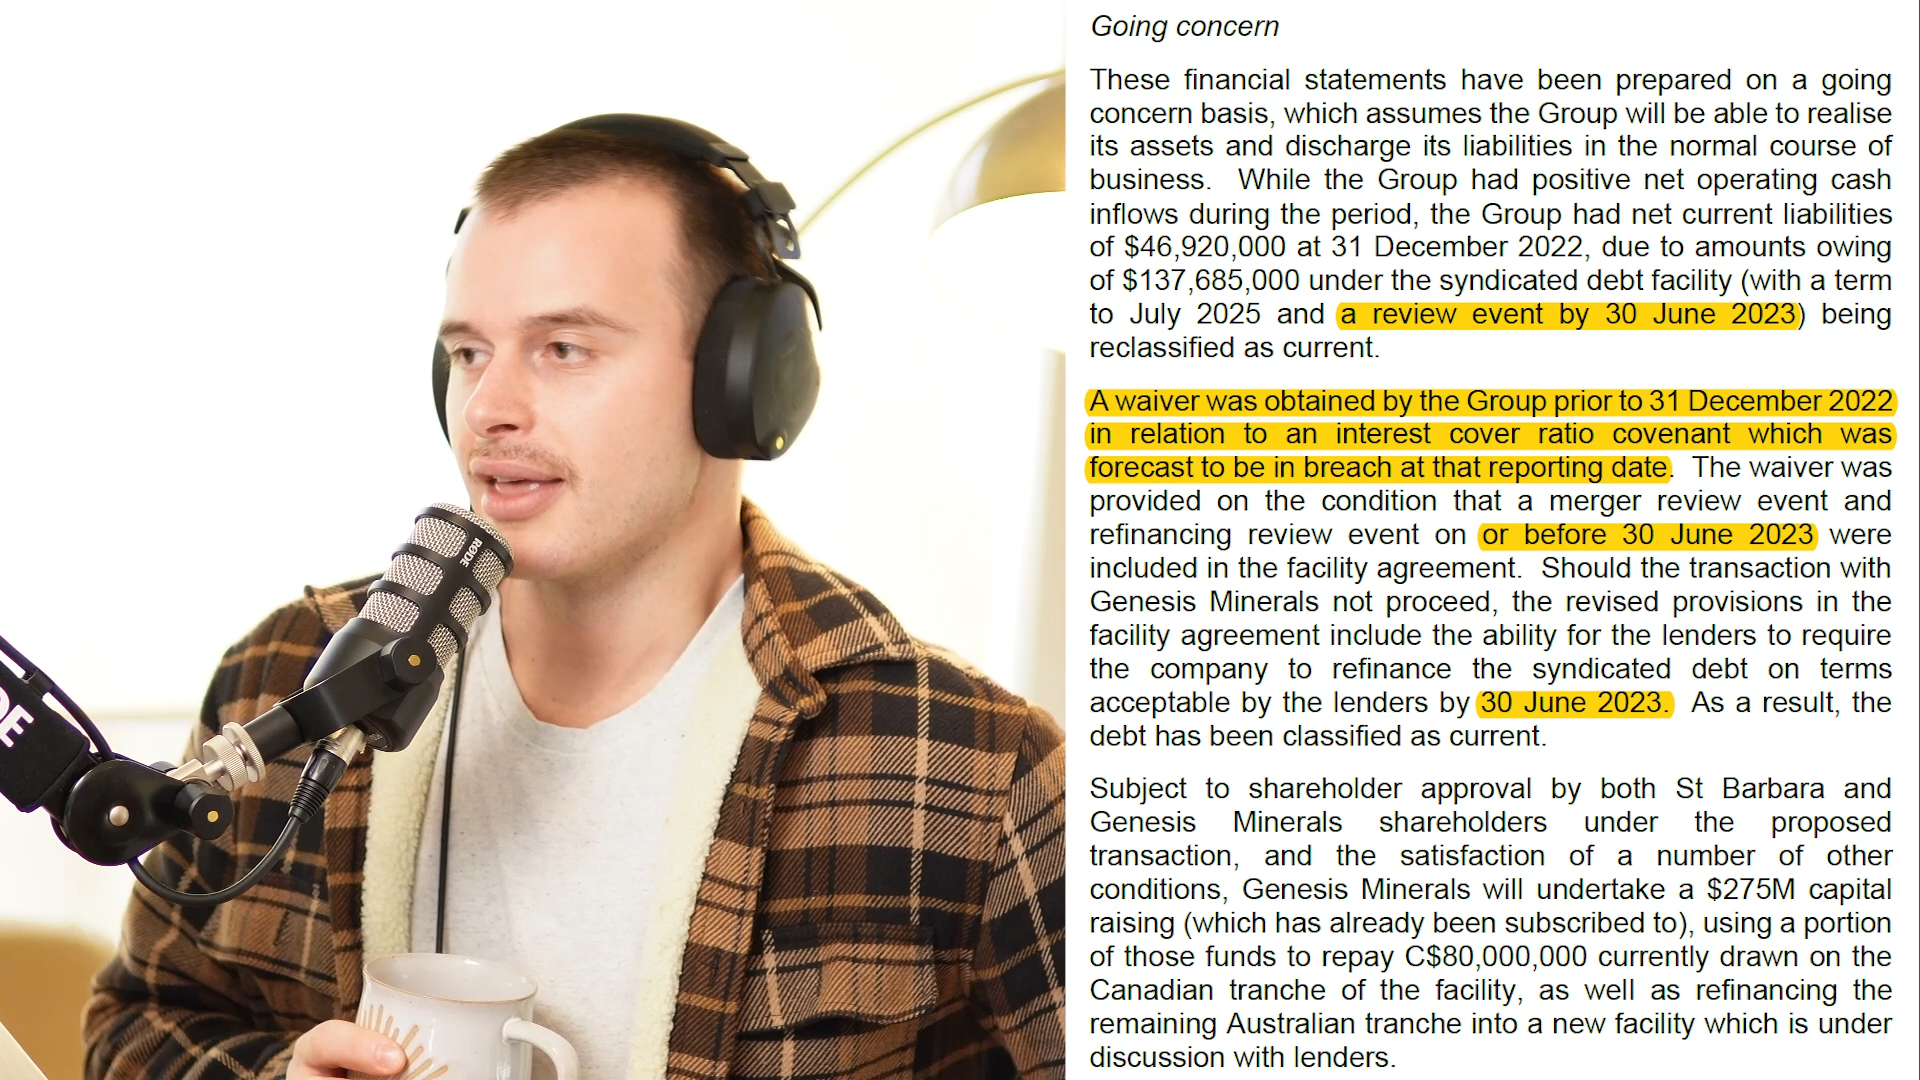 Going concern
These financial statements have been prepared on a going
concern basis, which assumes the Group will be able to realise
its assets and discharge its liabilities in the normal course of
business. While the Group had positive net operating cash
inflows during the period, the Group had net current liabilities
of $46,920,000 at 31 December 2022, due to amounts owing
of $137,685,000 under the syndicated debt facility (with a term
to July 2025 and a review event by 30 June 2023) being
reclassified as current.
A waiver was obtained by the Group prior to 31 December 2022
in relation to an interest cover ratio covenant which was
forecast to be in breach at that reporting date. The waiver was
provided on the condition that a merger review event and
refinancing review event on or before 30 June 2023 were
included in the facility agreement. Should the transaction with
Genesis Minerals not proceed, the revised provisions in the
facility agreement include the ability for the lenders to require
the company to refinance the syndicated debt on terms
acceptable by the lenders by 30 June 2023. As a result, the
debt has been classified as current.
Subject to shareholder approval by both St Barbara and
Genesis Minerals shareholders under the proposed
transaction, and the satisfaction of a number of other
conditions, Genesis Minerals will undertake a $275M capital
raising (which has already been subscribed to), using a portion
of those funds to repay C$80,000,000 currently drawn on the
Canadian tranche of the facility, as well as refinancing the
remaining Australian tranche into a new facility which is under
discussion with lenders.
RØDE
DE